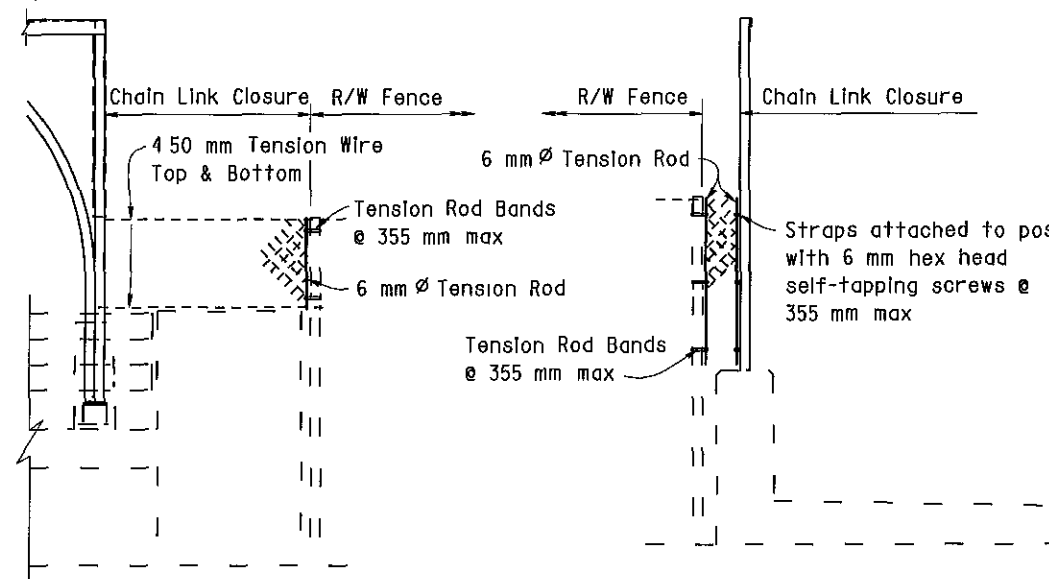 Chain Link Closure
R/W Fence
4 50 mm Tension Wire
Top & Bottom
Tension Rod Bands
@ 355 mm max
6 mm Ø Tension Rod
R/W Fence
Chain Link Closure
6 mm Ø Tension Rod
Straps attached to pos
with 6 mm hex head
self-tapping screws @
355 mm max
Tension Rod Bands
@ 355 mm max